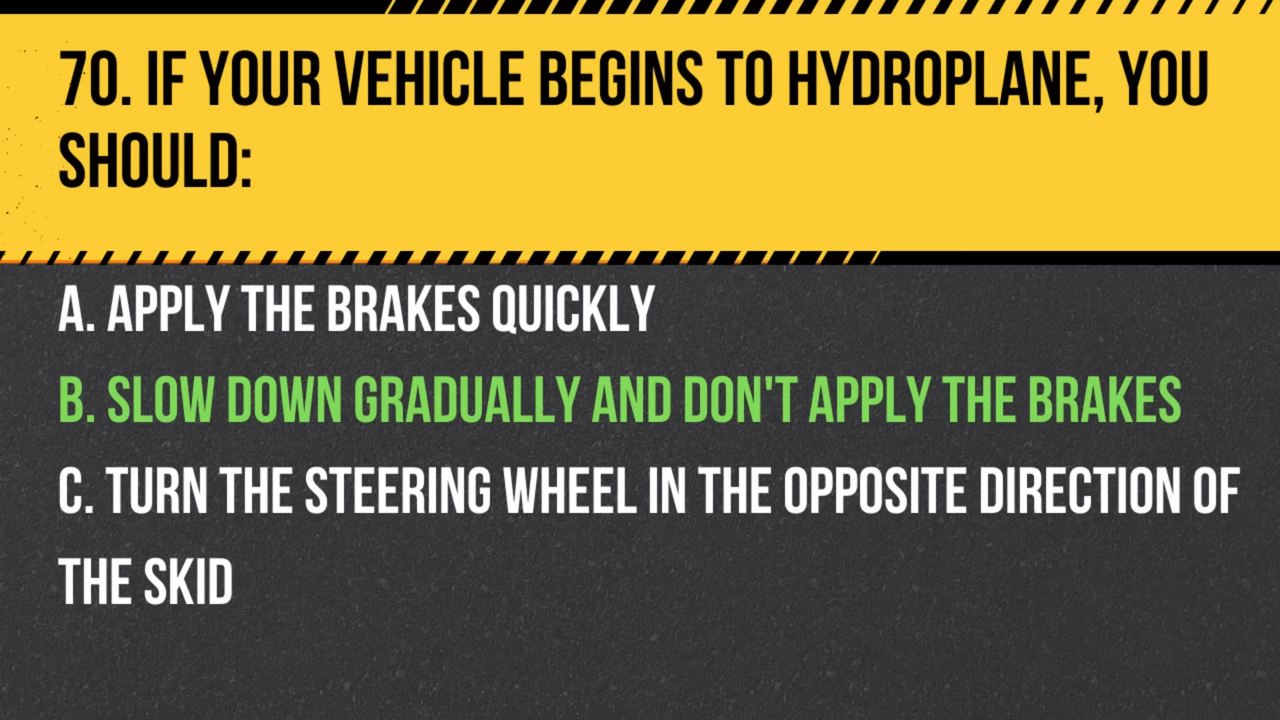 70. IF YOUR VEHICLE BEGINS TO HYDROPLANE, YOU
SHOULD:
A. APPLY THE BRAKES QUICKLY
B. SLOW DOWN GRADUALLY AND DON'T APPLY THE BRAKES
C. TURN THE STEERING WHEEL IN THE OPPOSITE DIRECTION OF
THE SKID